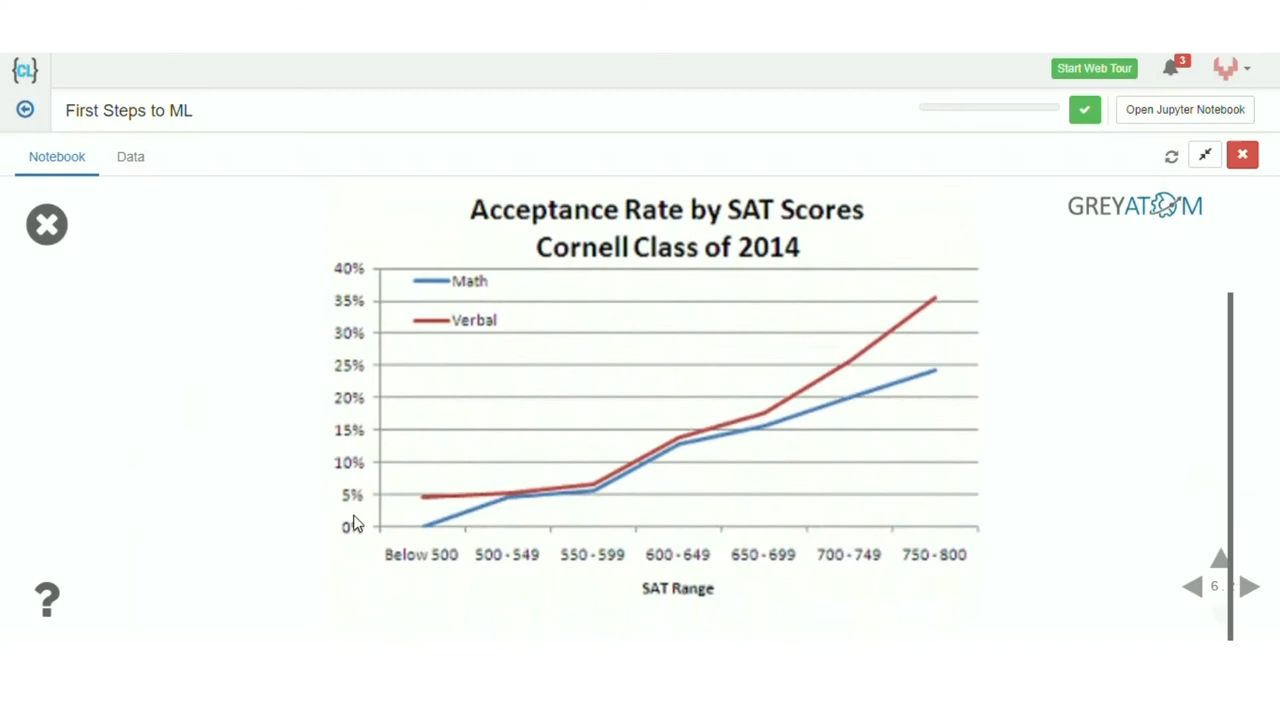 {CL}
Start Web Tour
3
First Steps to ML
Open Jupyter Notebook
Notebook
Data
GREYATOM
Acceptance Rate by SAT Scores
Cornell Class of 2014
40%
35%
30%
25%
20%
15%
10%
5%
Math
Verbal
Below 500
500 - 549
550 - 599
600 - 649
650 - 699
700 - 749
750 - 800
SAT Range
?